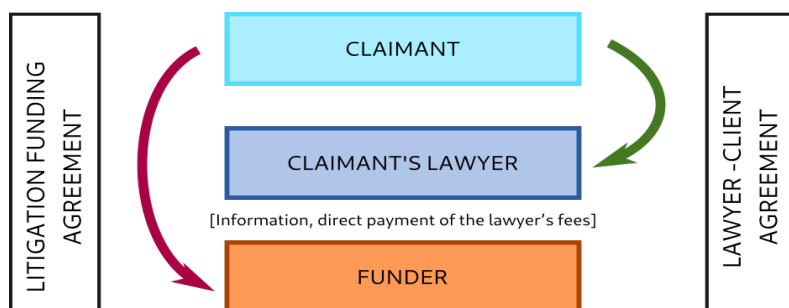 LITIGATION FUNDING
AGREEMENT
CLAIMANT
CLAIMANT'S LAWYER
[Information, direct payment of the lawyer’s fees]
FUNDER
LAWYER -CLIENT
AGREEMENT